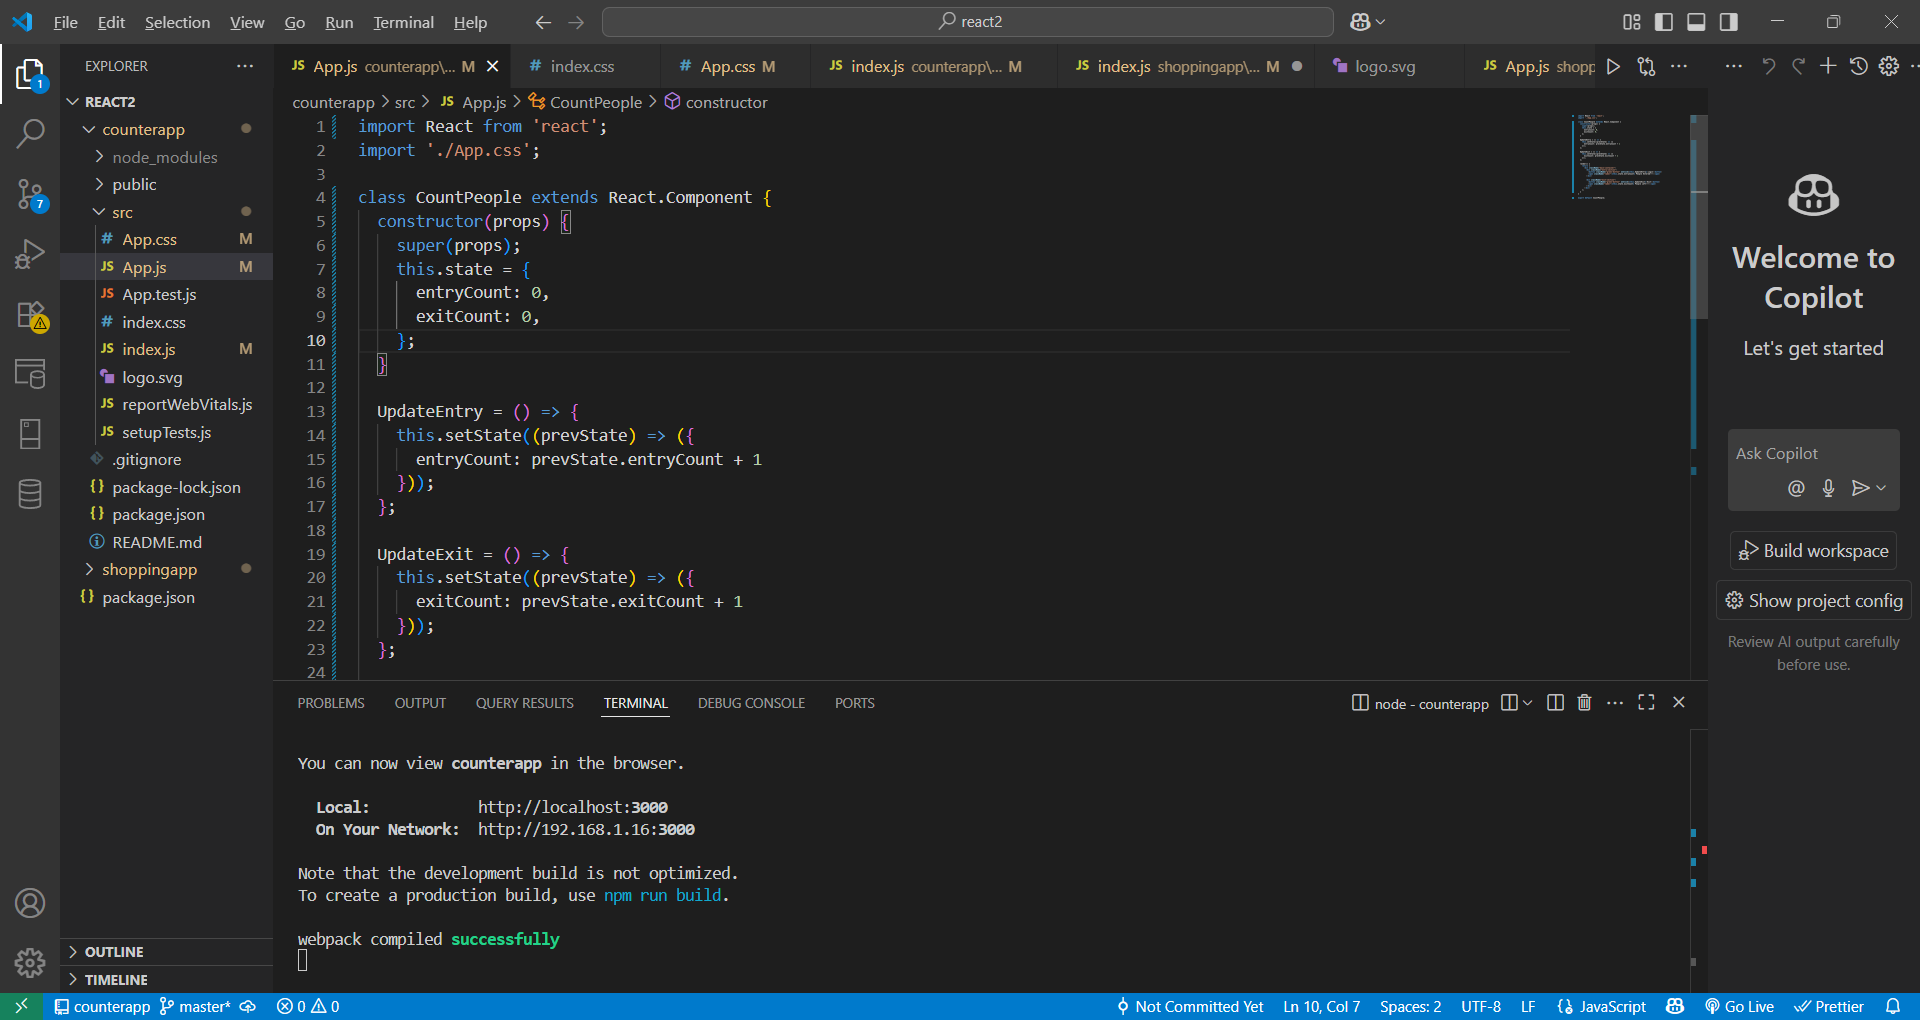 File Edit Selection View Go Run Terminal Help
react2
EXPLORER
REACT2
counterapp
node_modules
public
src
# App.css M
JS App.js M
JS App.test.js
# index.css
JS index.js M
logo.svg
JS reportWebVitals.js
JS setupTests.js
.gitignore
{} package-lock.json
{} package.json
README.md
shoppingapp
{} package.json
OUTLINE
TIMELINE
1
7
JS App.js counterapp\... M
# index.css
# App.css M
JS index.js counterapp\... M
JS index.js shoppingapp\... M
logo.svg
JS App.js shopp
counterapp > src > JS App.js > CountPeople > constructor
1 import React from 'react';
2 import './App.css';
3
4 class CountPeople extends React.Component {
5 constructor(props) {
6 super(props);
7 this.state = {
8 entryCount: 0,
9 exitCount: 0,
10 };
11 }
12
13 UpdateEntry = () => {
14 this.setState((prevState) => ({
15 entryCount: prevState.entryCount + 1
16 }));
17 };
18
19 UpdateExit = () => {
20 this.setState((prevState) => ({
21 exitCount: prevState.exitCount + 1
22 }));
23 };
24
PROBLEMS OUTPUT QUERY RESULTS TERMINAL DEBUG CONSOLE PORTS
node - counterapp
You can now view counterapp in the browser.
Local: http://localhost:3000
On Your Network: http://192.168.1.16:3000
Note that the development build is not optimized.
To create a production build, use npm run build.
webpack compiled successfully
Welcome to
Copilot
Let's get started
Ask Copilot
@
Build workspace
Show project config
Review AI output carefully
before use.
counterapp master* 0 0
Not Committed Yet Ln 10, Col 7 Spaces: 2 UTF-8 LF {} JavaScript Go Live Prettier